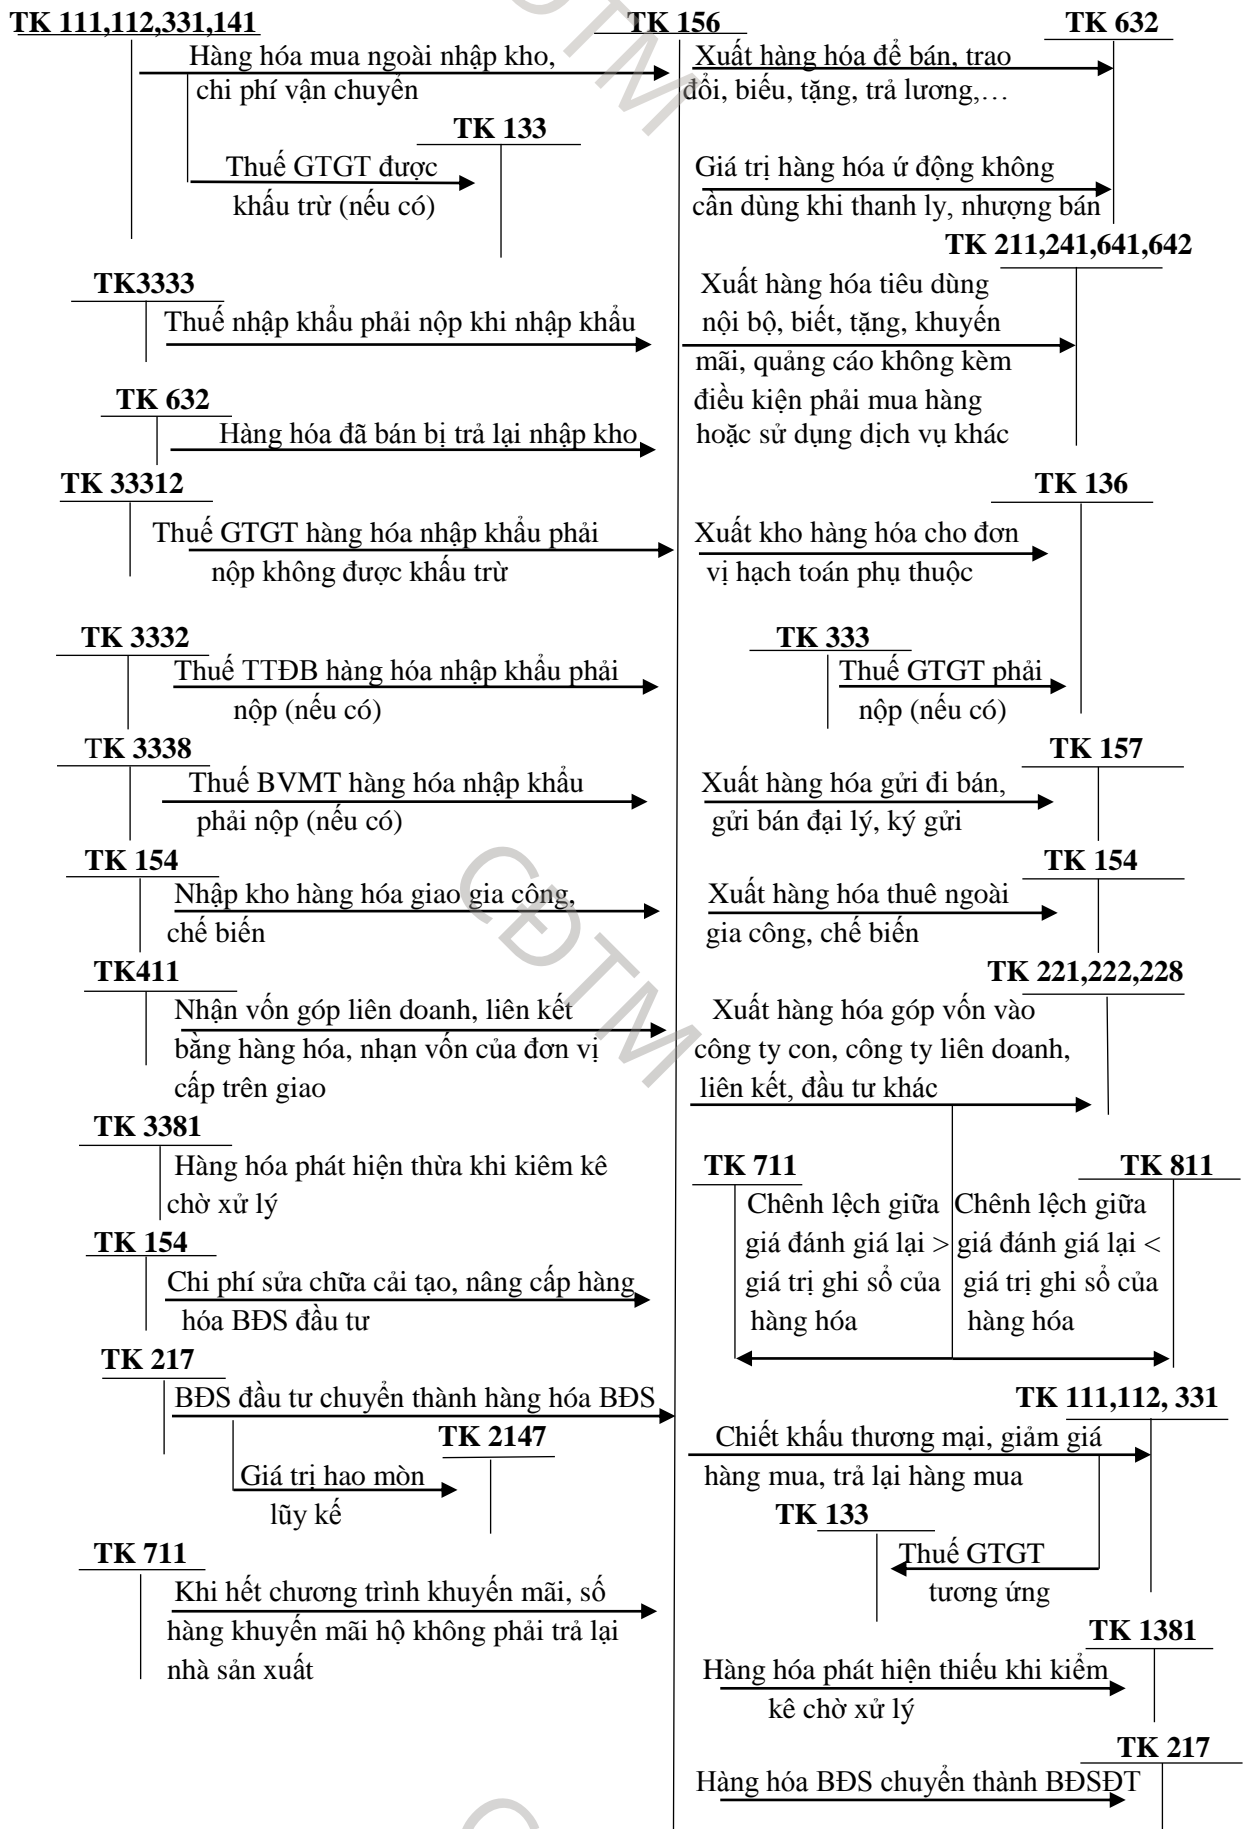 TK 111,112,331,141
TK 156
TK 632
Hàng hóa mua ngoài nhập kho,
chi phí vận chuyển
Xuất hàng hóa để bán, trao
đổi, biếu, tặng, trả lương,…
TK 133
Thuế GTGT được
khấu trừ (nếu có)
Giá trị hàng hóa ứ động không
cần dùng khi thanh ly, nhượng bán
TK 211,241,641,642
TK3333
Thuế nhập khẩu phải nộp khi nhập khẩu
Xuất hàng hóa tiêu dùng
nội bộ, biết, tặng, khuyến
mãi, quảng cáo không kèm
điều kiện phải mua hàng
hoặc sử dụng dịch vụ khác
TK 632
Hàng hóa đã bán bị trả lại nhập kho
TK 33312
Thuế GTGT hàng hóa nhập khẩu phải
nộp không được khấu trừ
TK 136
Xuất kho hàng hóa cho đơn
vị hạch toán phụ thuộc
TK 3332
Thuế TTĐB hàng hóa nhập khẩu phải
nộp (nếu có)
TK 333
Thuế GTGT phải
nộp (nếu có)
TK 3338
Thuế BVMT hàng hóa nhập khẩu
phải nộp (nếu có)
TK 157
Xuất hàng hóa gửi đi bán,
gửi bán đại lý, ký gửi
TK 154
Nhập kho hàng hóa giao gia công,
chế biến
TK 154
Xuất hàng hóa thuê ngoài
gia công, chế biến
TK411
Nhận vốn góp liên doanh, liên kết
bằng hàng hóa, nhạn vốn của đơn vị
cấp trên giao
TK 221,222,228
Xuất hàng hóa góp vốn vào
công ty con, công ty liên doanh,
liên kết, đầu tư khác
TK 3381
Hàng hóa phát hiện thừa khi kiêm kê
chờ xử lý
TK 711
Chênh lệch giữa
giá đánh giá lại >
giá trị ghi sổ của
hàng hóa
TK 811
Chênh lệch giữa
giá đánh giá lại <
giá trị ghi sổ của
hàng hóa
TK 154
Chi phí sửa chữa cải tạo, nâng cấp hàng
hóa BĐS đầu tư
TK 217
BĐS đầu tư chuyển thành hàng hóa BĐS
TK 2147
Giá trị hao mòn
lũy kế
TK 111,112, 331
Chiết khấu thương mại, giảm giá
hàng mua, trả lại hàng mua
TK 133
Thuế GTGT
tương ứng
TK 711
Khi hết chương trình khuyến mãi, số
hàng khuyến mãi hộ không phải trả lại
nhà sản xuất
TK 1381
Hàng hóa phát hiện thiếu khi kiểm
kê chờ xử lý
TK 217
Hàng hóa BĐS chuyển thành BĐSĐT
CĐTM